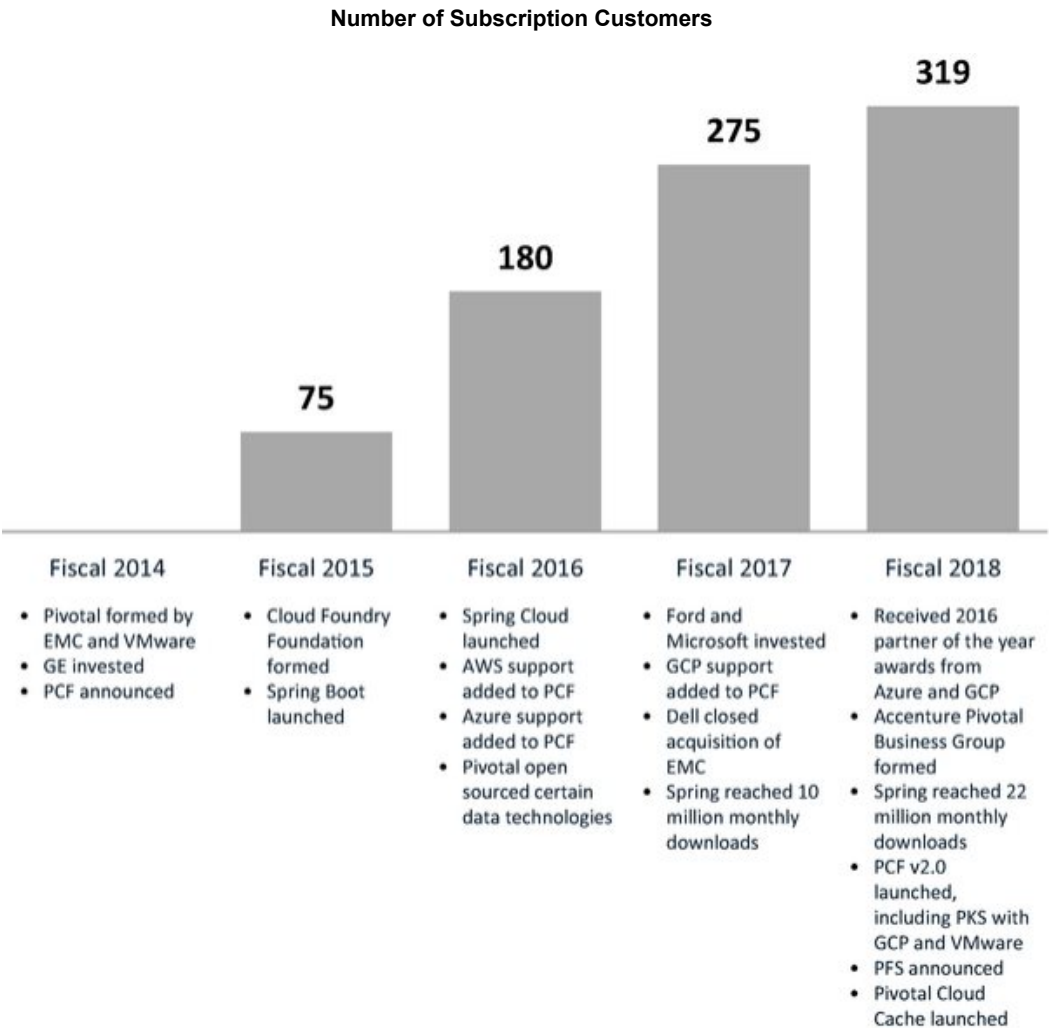 Number of Subscription Customers
319
275
180
75
Fiscal 2014
• Pivotal formed by
EMC and VMware
• GE invested
• PCF announced
Fiscal 2015
• Cloud Foundry
Foundation
formed
• Spring Boot
launched
Fiscal 2016
• Spring Cloud
launched
• AWS support
added to PCF
• Azure support
added to PCF
• Pivotal open
sourced certain
data technologies
Fiscal 2017
• Ford and
Microsoft invested
• GCP support
added to PCF
• Dell closed
acquisition of
EMC
• Spring reached 10
million monthly
downloads
Fiscal 2018
• Received 2016
partner of the year
awards from
Azure and GCP
• Accenture Pivotal
Business Group
formed
• Spring reached 22
million monthly
downloads
• PCF v2.0
launched,
including PKS with
GCP and VMware
• PFS announced
• Pivotal Cloud
Cache launched